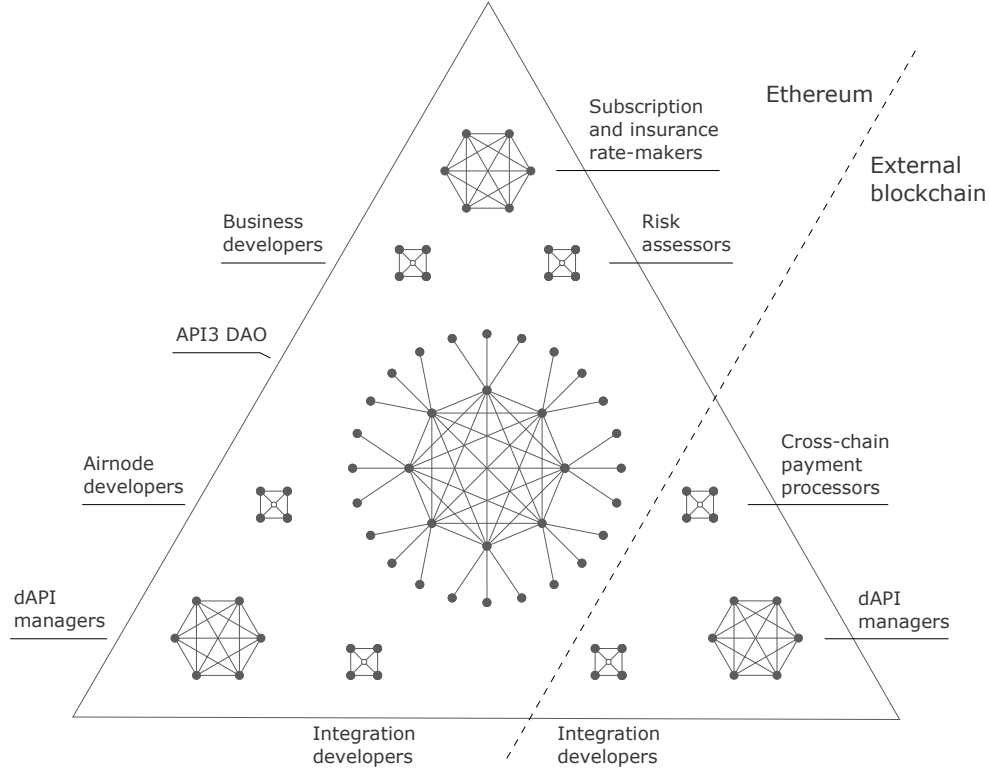 Ethereum
External
blockchain
Subscription
and insurance
rate-makers
Business
developers
Risk
assessors
API3 DAO
Airnode
developers
Cross-chain
payment
processors
dAPI
managers
dAPI
managers
Integration
developers
Integration
developers